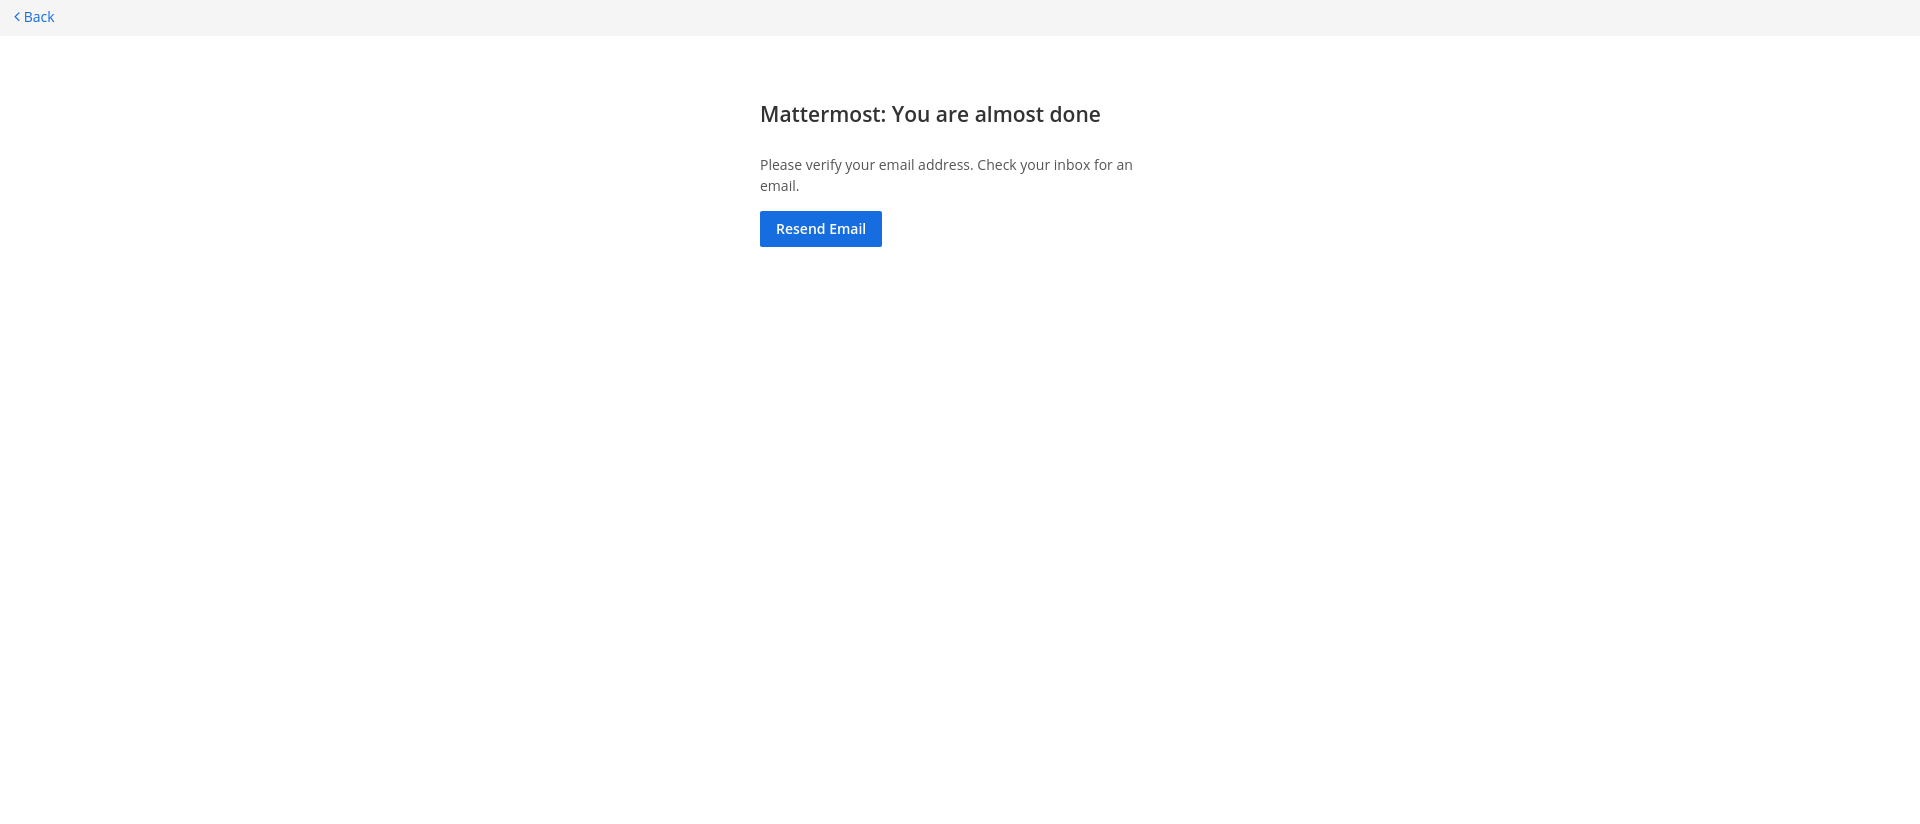 Back
Mattermost: You are almost done
Please verify your email address. Check your inbox for an
email.
Resend Email